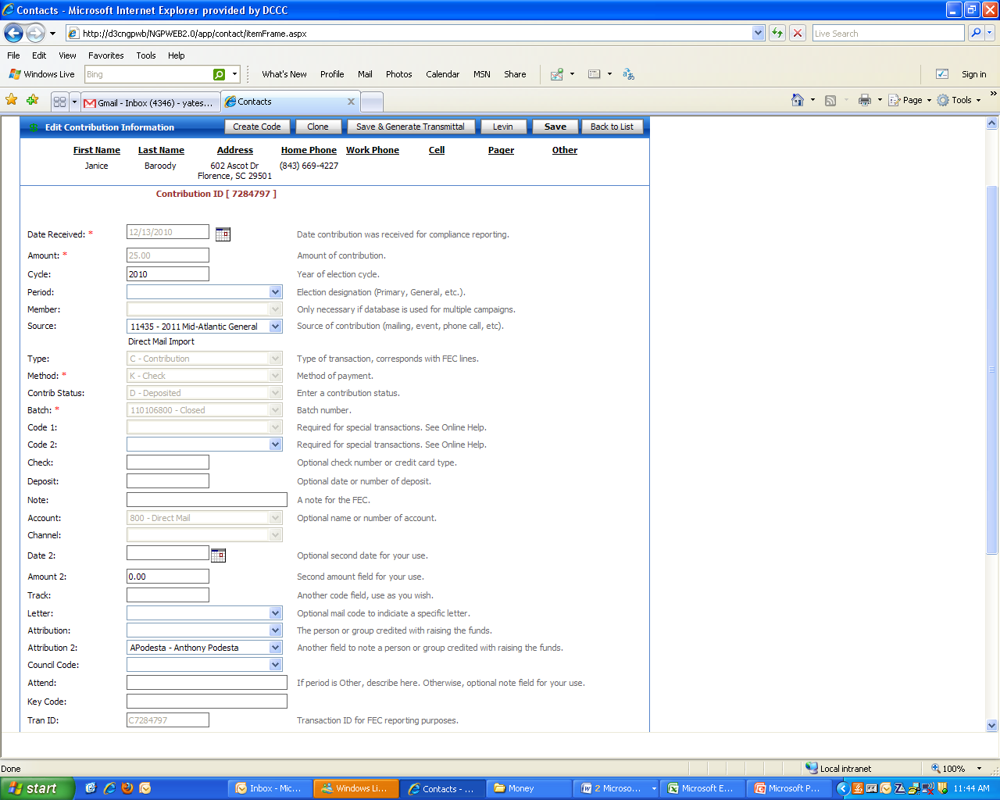 Contacts - Microsoft Internet Explorer provided by DCCC
http://d3cngpwb/NGPWEB2.0/app/contact/itemFrame.aspx
Live Search
File Edit View Favorites Tools Help
Windows Live Bing What's New Profile Mail Photos Calendar MSN Share Sign in
Gmail - Inbox (4346) - yates... Contacts Page Tools
Edit Contribution Information Create Code Clone Save & Generate Transmittal Levin Save Back to List
First Name Last Name Address Home Phone Work Phone Cell Pager Other
Janice Baroody 602 Ascot Dr (843) 669-4227
Florence, SC 29501
Contribution ID [ 7284797 ]
Date Received: * 12/13/2010 Date contribution was received for compliance reporting.
Amount: * 25.00 Amount of contribution.
Cycle: 2010 Year of election cycle.
Period: Election designation (Primary, General, etc.).
Member: Only necessary if database is used for multiple campaigns.
Source: 11435 - 2011 Mid-Atlantic General Source of contribution (mailing, event, phone call, etc).
Direct Mail Import
Type: C - Contribution Type of transaction, corresponds with FEC lines.
Method: * K - Check Method of payment.
Contrib Status: D - Deposited Enter a contribution status.
Batch: * 110106800 - Closed Batch number.
Code 1: Required for special transactions. See Online Help.
Code 2: Required for special transactions. See Online Help.
Check: Optional check number or credit card type.
Deposit: Optional date or number of deposit.
Note: A note for the FEC.
Account: 800 - Direct Mail Optional name or number of account.
Channel:
Date 2: Optional second date for your use.
Amount 2: 0.00 Second amount field for your use.
Track: Another code field, use as you wish.
Letter: Optional mail code to indiciate a specific letter.
Attribution: The person or group credited with raising the funds.
Attribution 2: APodesta - Anthony Podesta Another field to note a person or group credited with raising the funds.
Council Code:
Attend: If period is Other, describe here. Otherwise, optional note field for your use.
Key Code:
Tran ID: C7284797 Transaction ID for FEC reporting purposes.
Done Local intranet 100%
start Inbox - Mic... Windows Li... Contacts - ... Money 2 Microso... Microsoft E... Microsoft P... 11:44 AM